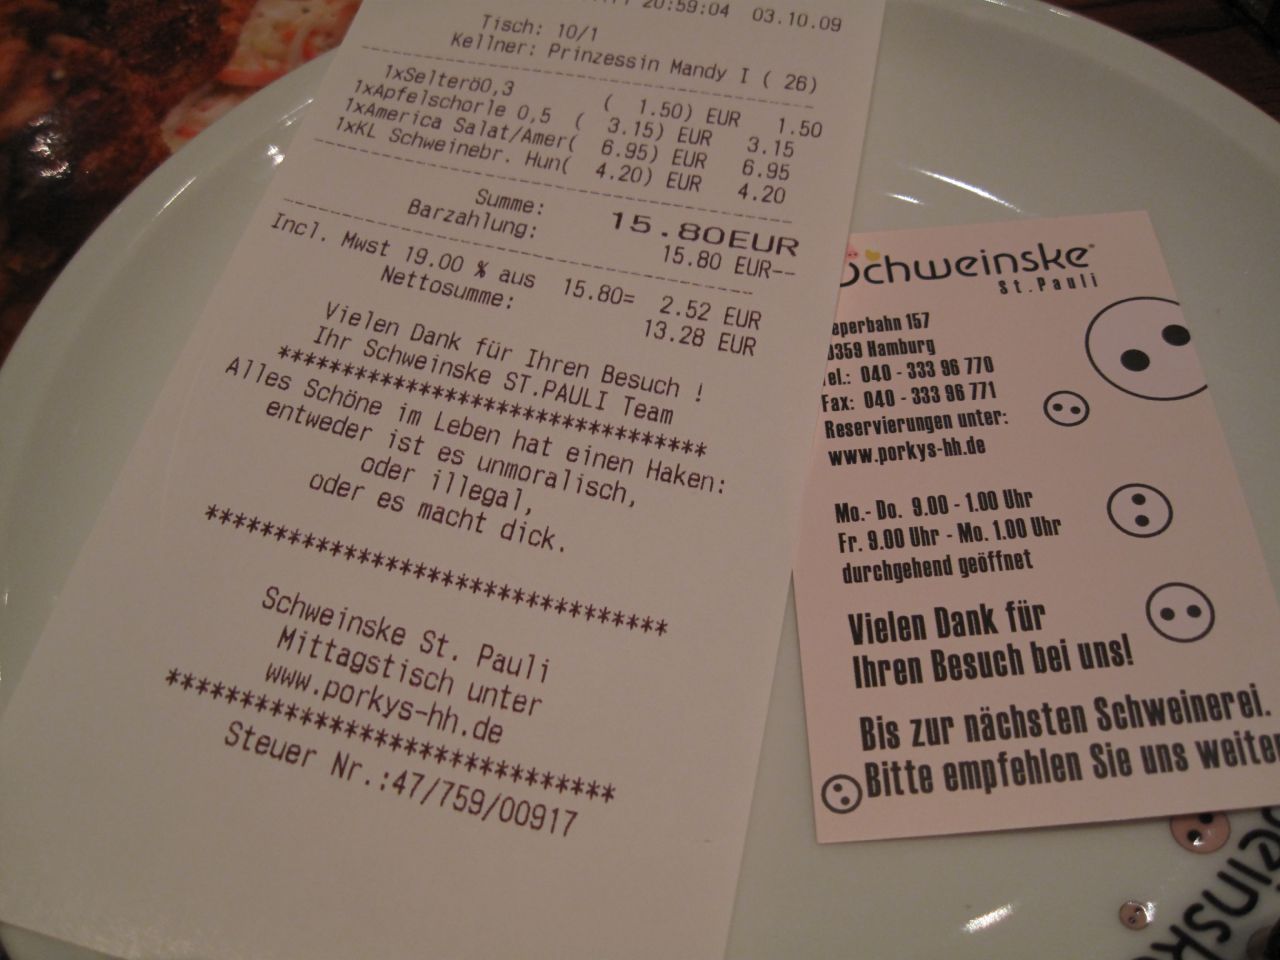 20:59:04 03.10.09
Tisch: 10/1
Kellner: Prinzessin Mandy I ( 26)
1xSelterö0,3 ( 1.50) EUR 1.50
1xApfelschorle 0,5 ( 3.15) EUR 3.15
1xAmerica Salat/Amer( 6.95) EUR 6.95
1xKL Schweinebr. Hun( 4.20) EUR 4.20
Summe: 15.80EUR
Barzahlung: 15.80 EUR--
Incl. Mwst 19.00 % aus 15.80= 2.52 EUR
Nettosumme: 13.28 EUR
Vielen Dank für Ihren Besuch !
Ihr Schweinske ST.PAULI Team
**********************************
Alles Schöne im Leben hat einen Haken:
entweder ist es unmoralisch,
oder illegal,
oder es macht dick.
**********************************
Schweinske St. Pauli
Mittagstisch unter
www.porkys-hh.de
**********************************
Steuer Nr.:47/759/00917
Schweinske®
St. Pauli
eperbahn 157
0359 Hamburg
Tel.: 040 - 333 96 770
Fax: 040 - 333 96 771
Reservierungen unter:
www.porkys-hh.de
Mo.- Do. 9.00 - 1.00 Uhr
Fr. 9.00 Uhr - Mo. 1.00 Uhr
durchgehend geöffnet
Vielen Dank für
Ihren Besuch bei uns!
Bis zur nächsten Schweinerei.
Bitte empfehlen Sie uns weiter
einske